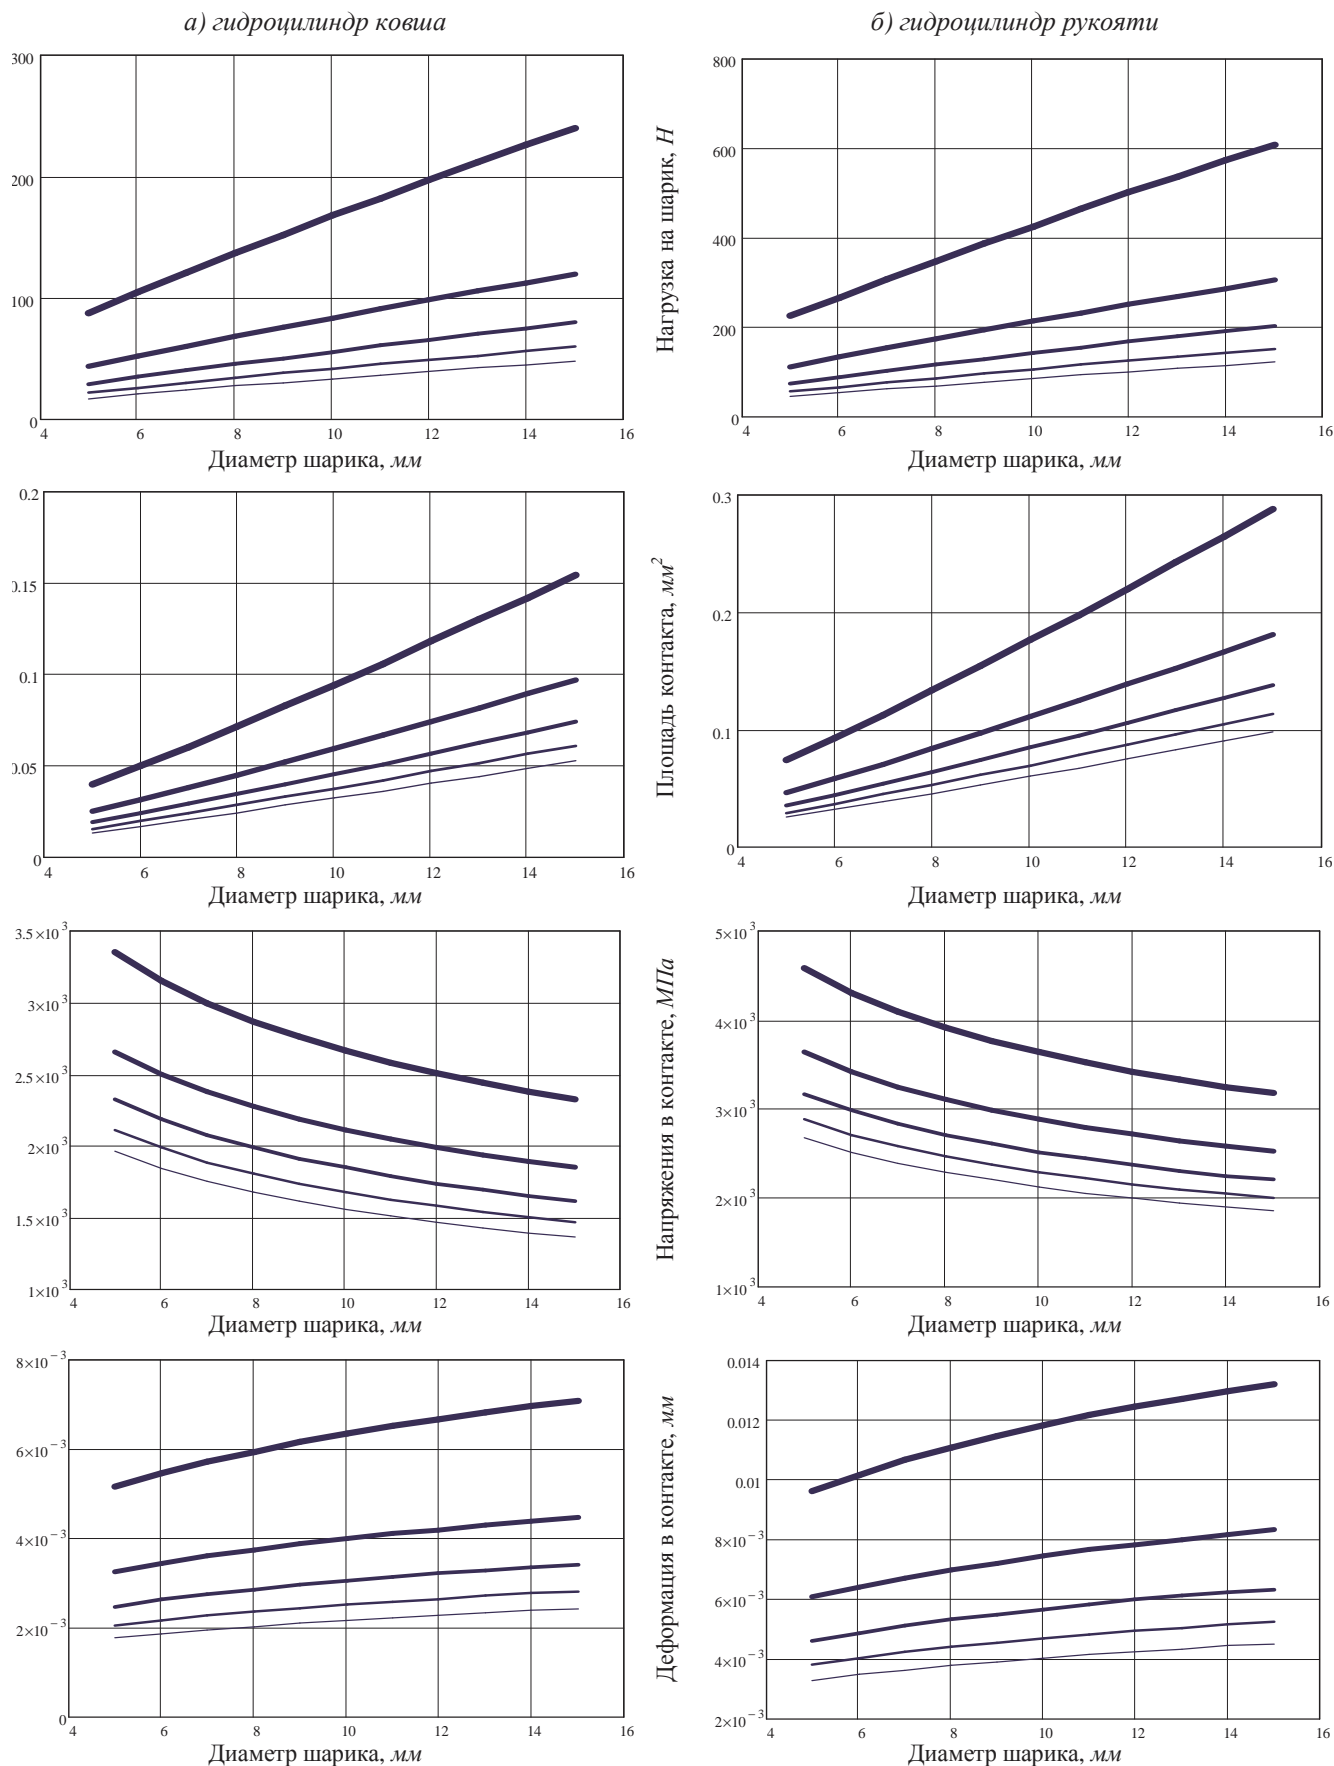 а) гидроцилиндр ковша
б) гидроцилиндр рукояти
300
200
100
0
4 6 8 10 12 14 16
Диаметр шарика, мм
Нагрузка на шарик, Н
800
600
400
200
0
4 6 8 10 12 14 16
Диаметр шарика, мм
0.2
0.15
0.1
0.05
0
4 6 8 10 12 14 16
Диаметр шарика, мм
Площадь контакта, мм²
0.3
0.2
0.1
0
4 6 8 10 12 14 16
Диаметр шарика, мм
3.5×10³
3×10³
2.5×10³
2×10³
1.5×10³
1×10³
4 6 8 10 12 14 16
Диаметр шарика, мм
Напряжения в контакте, МПа
5×10³
4×10³
3×10³
2×10³
1×10³
4 6 8 10 12 14 16
Диаметр шарика, мм
8×10⁻³
6×10⁻³
4×10⁻³
2×10⁻³
0
4 6 8 10 12 14 16
Диаметр шарика, мм
Деформация в контакте, мм
0.014
0.012
0.01
8×10⁻³
6×10⁻³
4×10⁻³
2×10⁻³
4 6 8 10 12 14 16
Диаметр шарика, мм